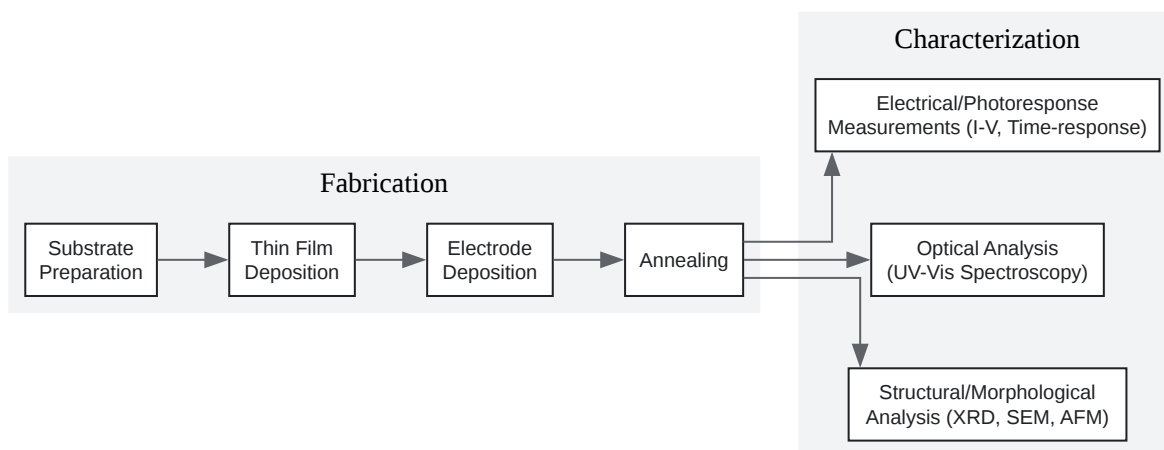 Fabrication
Substrate
Preparation
Thin Film
Deposition
Electrode
Deposition
Annealing
Characterization
Electrical/Photoresponse
Measurements (I-V, Time-response)
Optical Analysis
(UV-Vis Spectroscopy)
Structural/Morphological
Analysis (XRD, SEM, AFM)